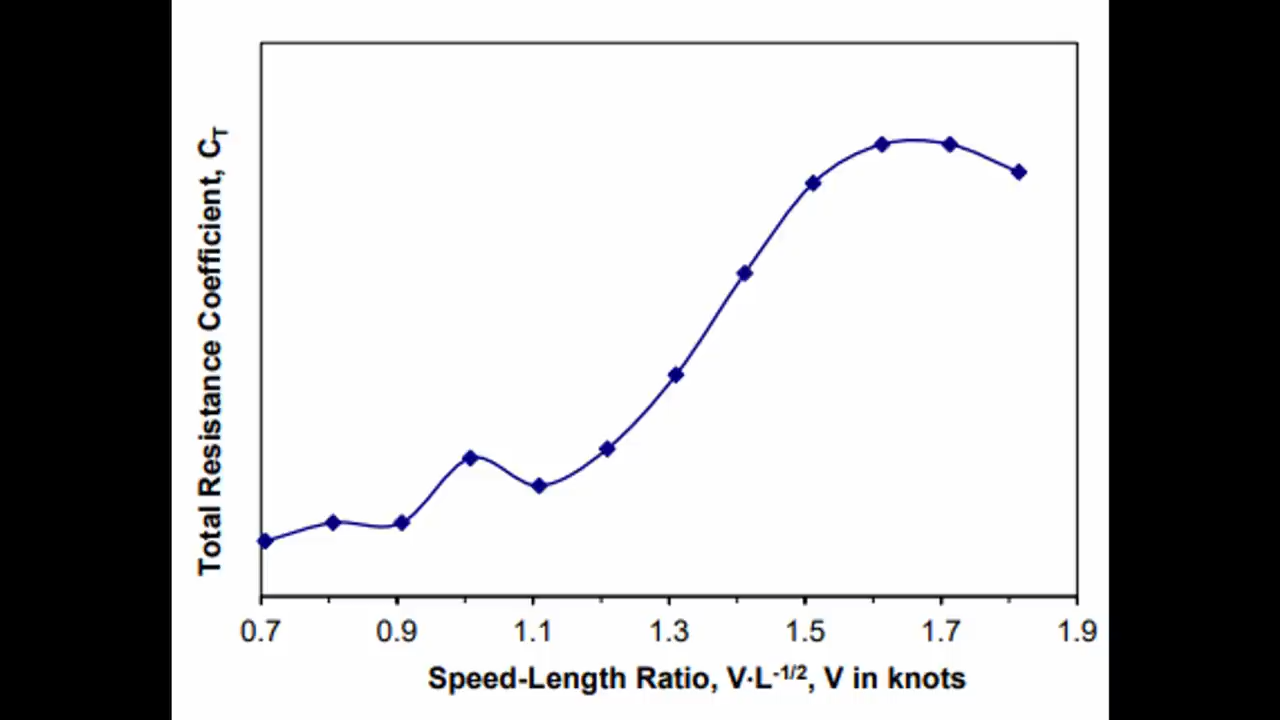 Total Resistance Coefficient, CT
0.7 0.9 1.1 1.3 1.5 1.7 1.9
Speed-Length Ratio, V·L-1/2, V in knots